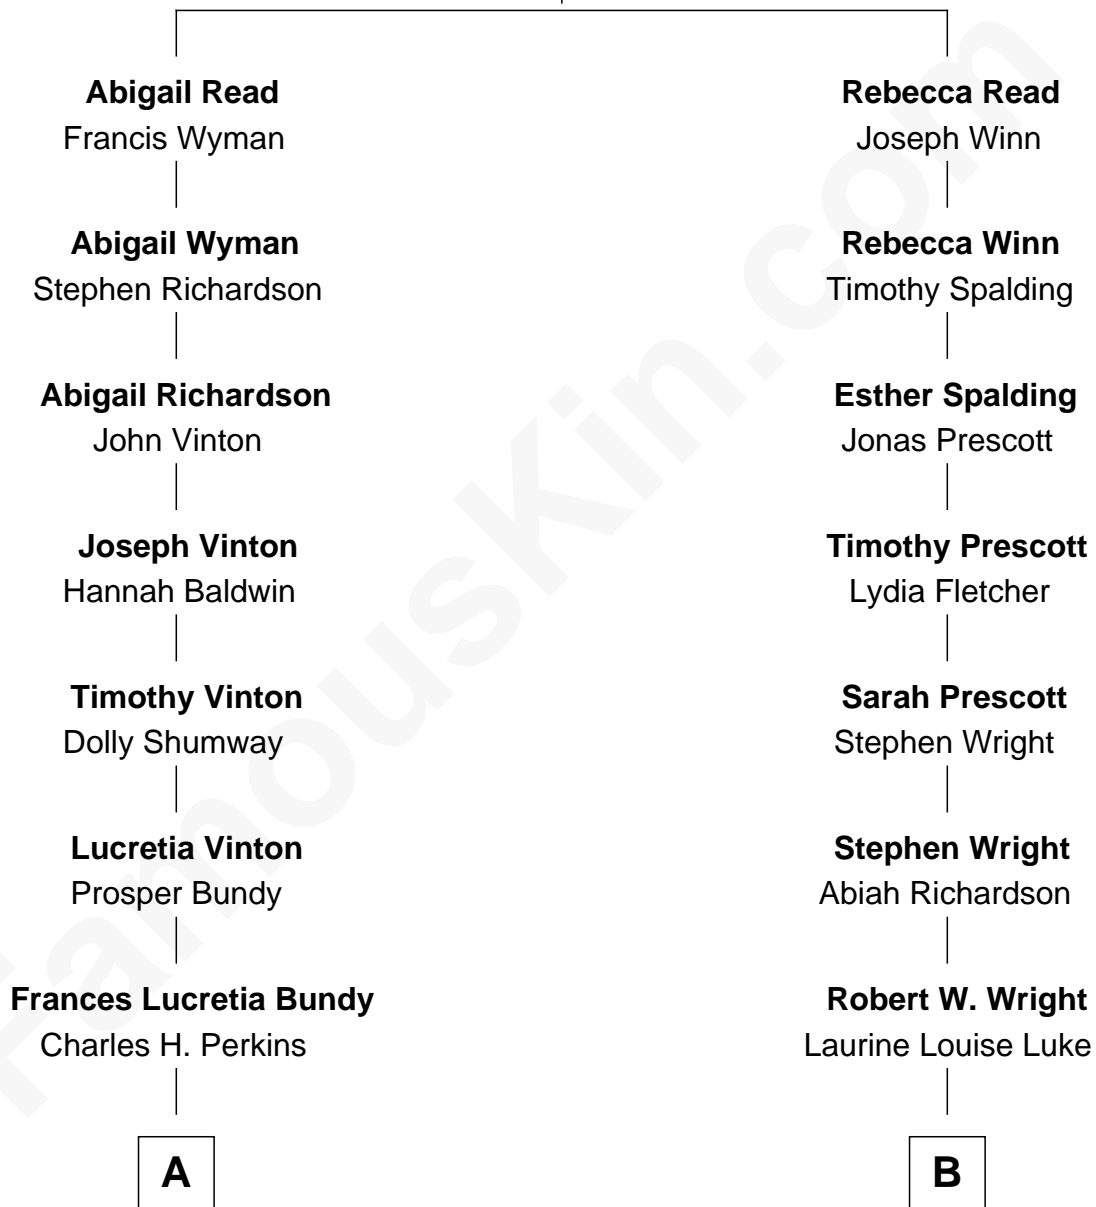 Abigail Read
Francis Wyman
Abigail Wyman
Stephen Richardson
Abigail Richardson
John Vinton
Joseph Vinton
Hannah Baldwin
Timothy Vinton
Dolly Shumway
Lucretia Vinton
Prosper Bundy
Frances Lucretia Bundy
Charles H. Perkins
A
Rebecca Read
Joseph Winn
Rebecca Winn
Timothy Spalding
Esther Spalding
Jonas Prescott
Timothy Prescott
Lydia Fletcher
Sarah Prescott
Stephen Wright
Stephen Wright
Abiah Richardson
Robert W. Wright
Laurine Louise Luke
B
FamousKin.com